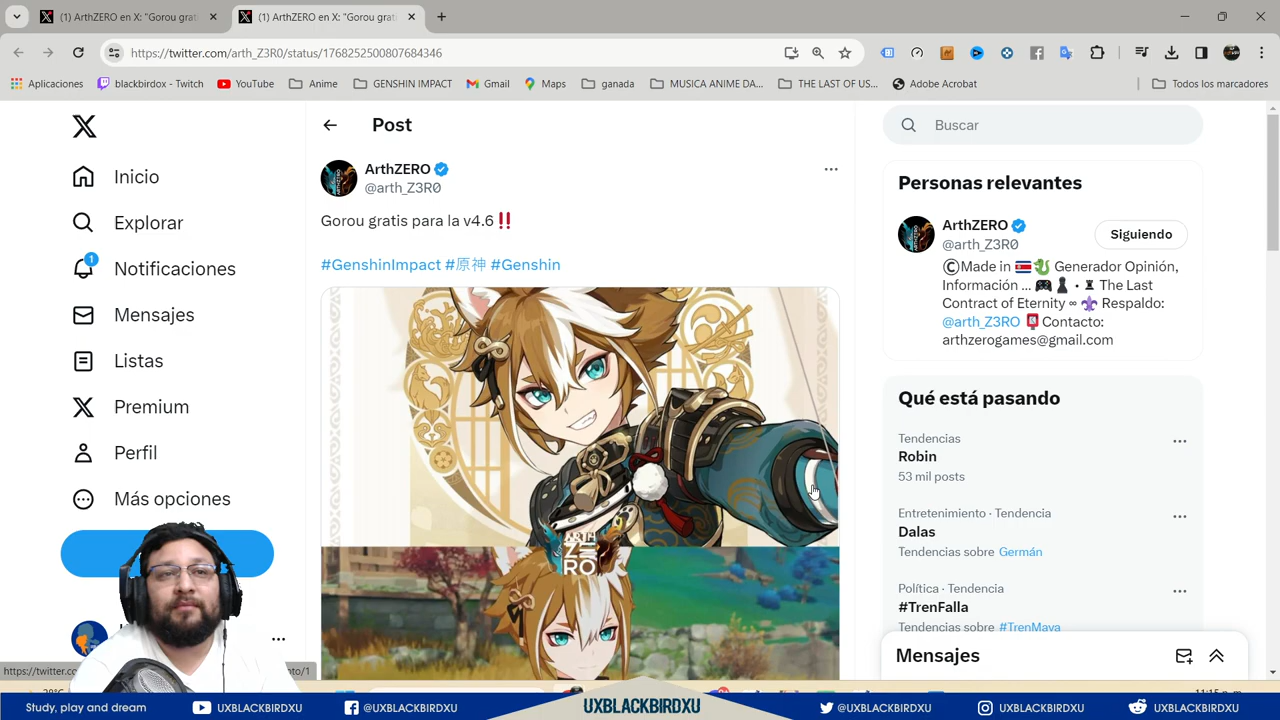 (1) ArthZERO en X: "Gorou grat
(1) ArthZERO en X: "Gorou grat
https://twitter.com/arth_Z3R0/status/1768252500807684346
Aplicaciones
blackbirdox - Twitch
YouTube
Anime
GENSHIN IMPACT
Gmail
Maps
ganada
MUSICA ANIME DA...
THE LAST OF US...
Adobe Acrobat
Todos los marcadores
Inicio
Explorar
1
Notificaciones
Mensajes
Listas
Premium
Perfil
Más opciones
Post
ArthZERO
@arth_Z3R0
Gorou gratis para la v4.6‼️
#GenshinImpact #原神 #Genshin
ARTH
ZE
RO
Buscar
Personas relevantes
ArthZERO
@arth_Z3R0
Siguiendo
ⒸMade in 🇨🇷🐉 Generador Opinión,
Información ... 🎮♟️ • ♜ The Last
Contract of Eternity ∞ ⚜️ Respaldo:
@arth_Z3RO 📮Contacto:
arthzerogames@gmail.com
Qué está pasando
Tendencias
Robin
53 mil posts
Entretenimiento · Tendencia
Dalas
Tendencias sobre Germán
Política · Tendencia
#TrenFalla
Tendencias sobre #TrenMaya
Mensajes
Study, play and dream
UXBLACKBIRDXU
@UXBLACKBIRDXU
UXBLACKBIRDXU
@UXBLACKBIRDXU
UXBLACKBIRDXU
UXBLACKBIRDXU